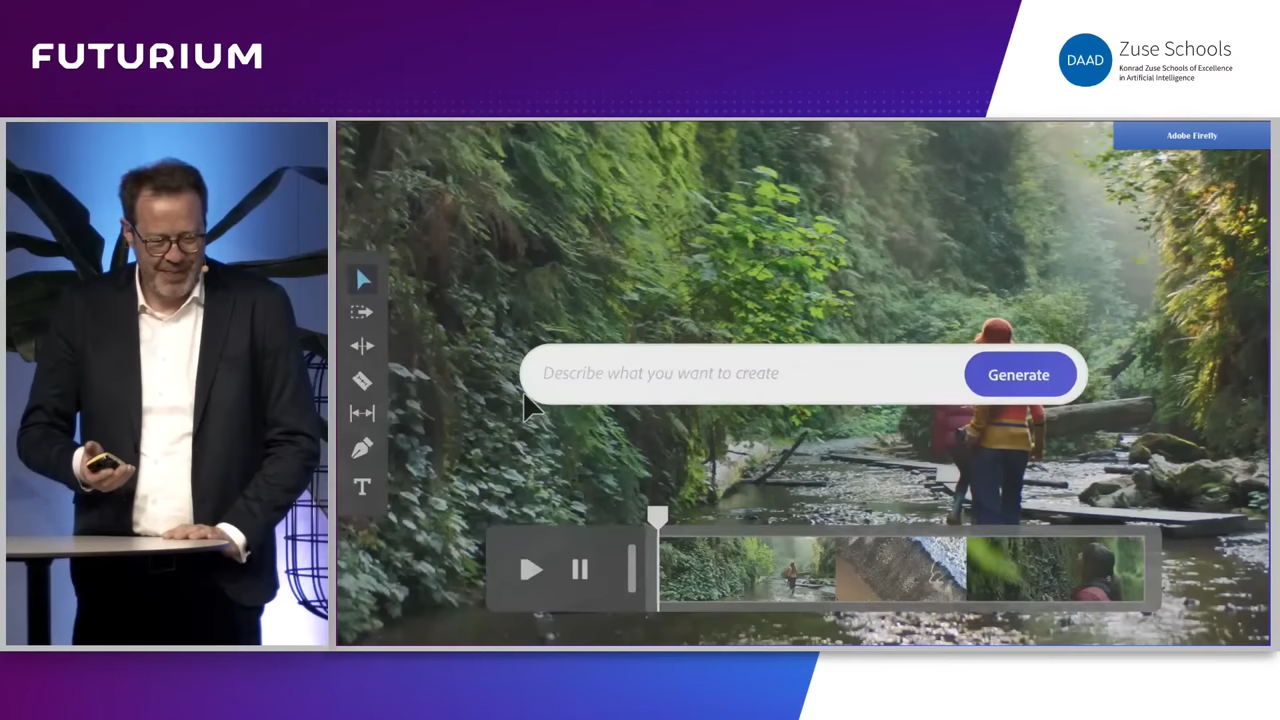 FUTURIUM
DAAD
Zuse Schools
Konrad Zuse Schools of Excellence
in Artificial Intelligence
Adobe Firefly
Describe what you want to create
Generate
T